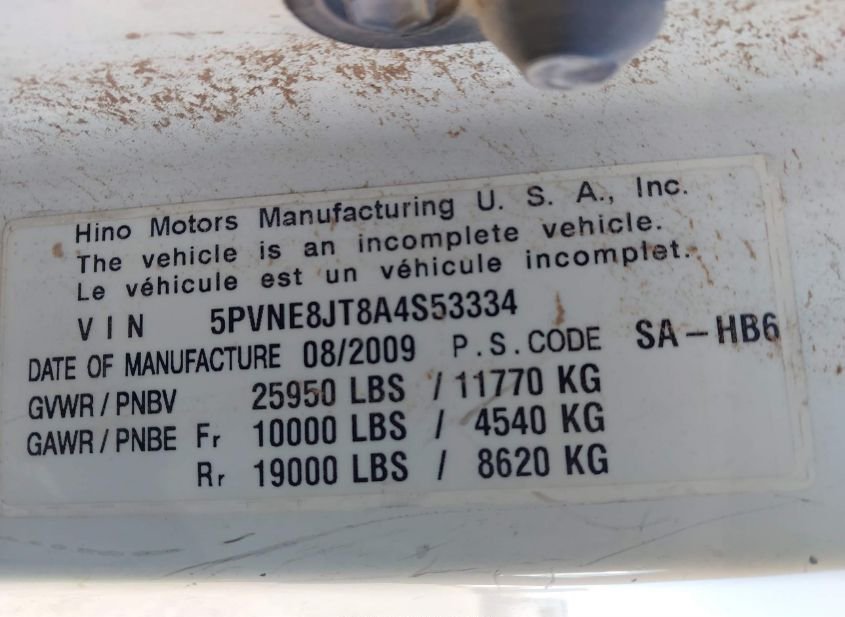 Hino Motors Manufacturing U. S. A., Inc.
The vehicle is an incomplete vehicle.
Le véhicule est un véhicule incomplet.
VIN 5PVNE8JT8A4S53334
DATE OF MANUFACTURE 08/2009 P.S.CODE SA-HB6
GVWR / PNBV 25950 LBS / 11770 KG
GAWR / PNBE Fr 10000 LBS / 4540 KG
Rr 19000 LBS / 8620 KG